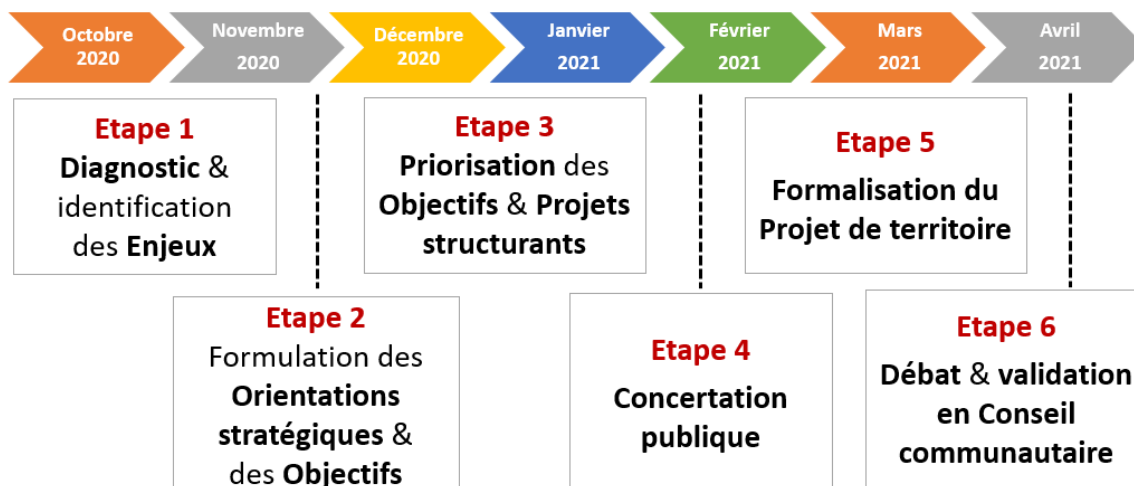 Octobre
2020
Novembre
2020
Décembre
2020
Janvier
2021
Février
2021
Mars
2021
Avril
2021
Etape 1
Diagnostic &
identification
des Enjeux
Etape 2
Formulation des
Orientations
stratégiques &
des Objectifs
Etape 3
Priorisation des
Objectifs & Projets
structurants
Etape 4
Concertation
publique
Etape 5
Formalisation du
Projet de territoire
Etape 6
Débat & validation
en Conseil
communautaire